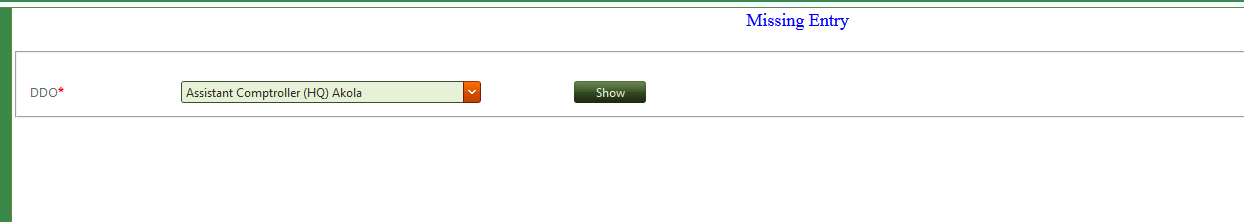 Missing Entry
DDO* Assistant Comptroller (HQ) Akola Show